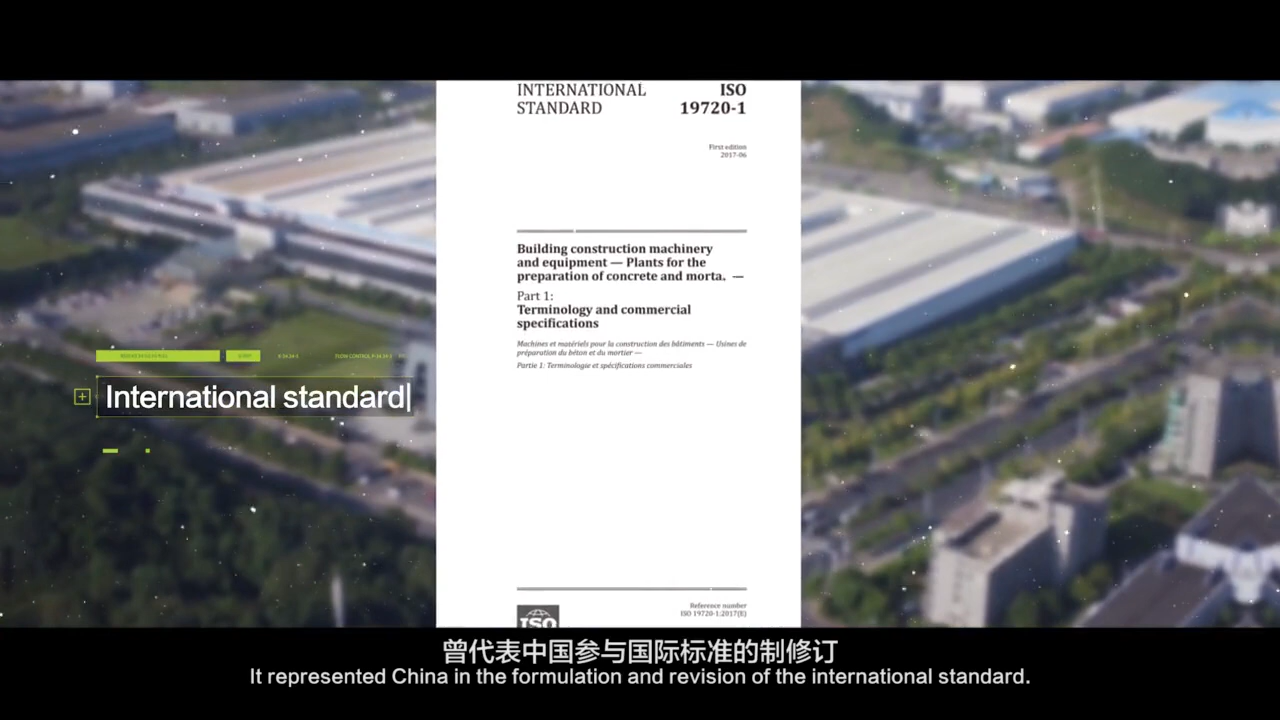 INTERNATIONAL STANDARD
ISO 19720-1
First edition
2017-06
Building construction machinery
and equipment — Plants for the
preparation of concrete and morta. —
Part 1:
Terminology and commercial
specifications
Machines et matériels pour la construction des bâtiments — Usines de
préparation du béton et du mortier —
Partie 1: Terminologie et spécifications commerciales
International standard
Reference number
ISO 19720-1:2017(E)
ISO
曾代表中国参与国际标准的制修订
It represented China in the formulation and revision of the international standard.